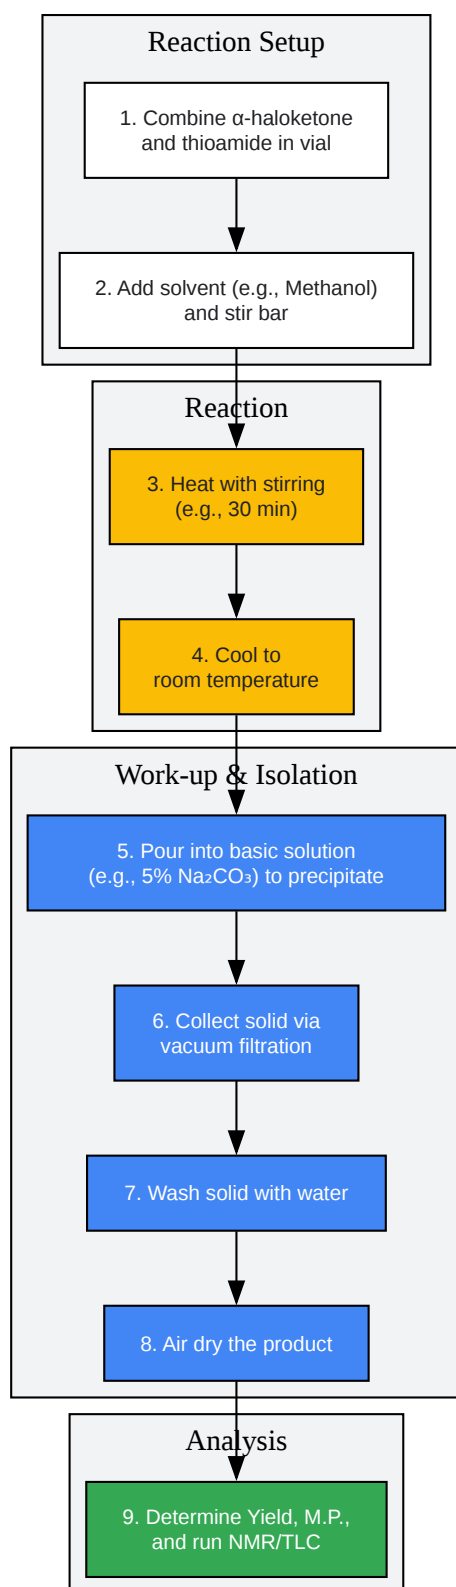 Reaction Setup
1. Combine α-haloketone
and thioamide in vial
2. Add solvent (e.g., Methanol)
and stir bar
Reaction
3. Heat with stirring
(e.g., 30 min)
4. Cool to
room temperature
Work-up & Isolation
5. Pour into basic solution
(e.g., 5% Na₂CO₃) to precipitate
6. Collect solid via
vacuum filtration
7. Wash solid with water
8. Air dry the product
Analysis
9. Determine Yield, M.P.,
and run NMR/TLC